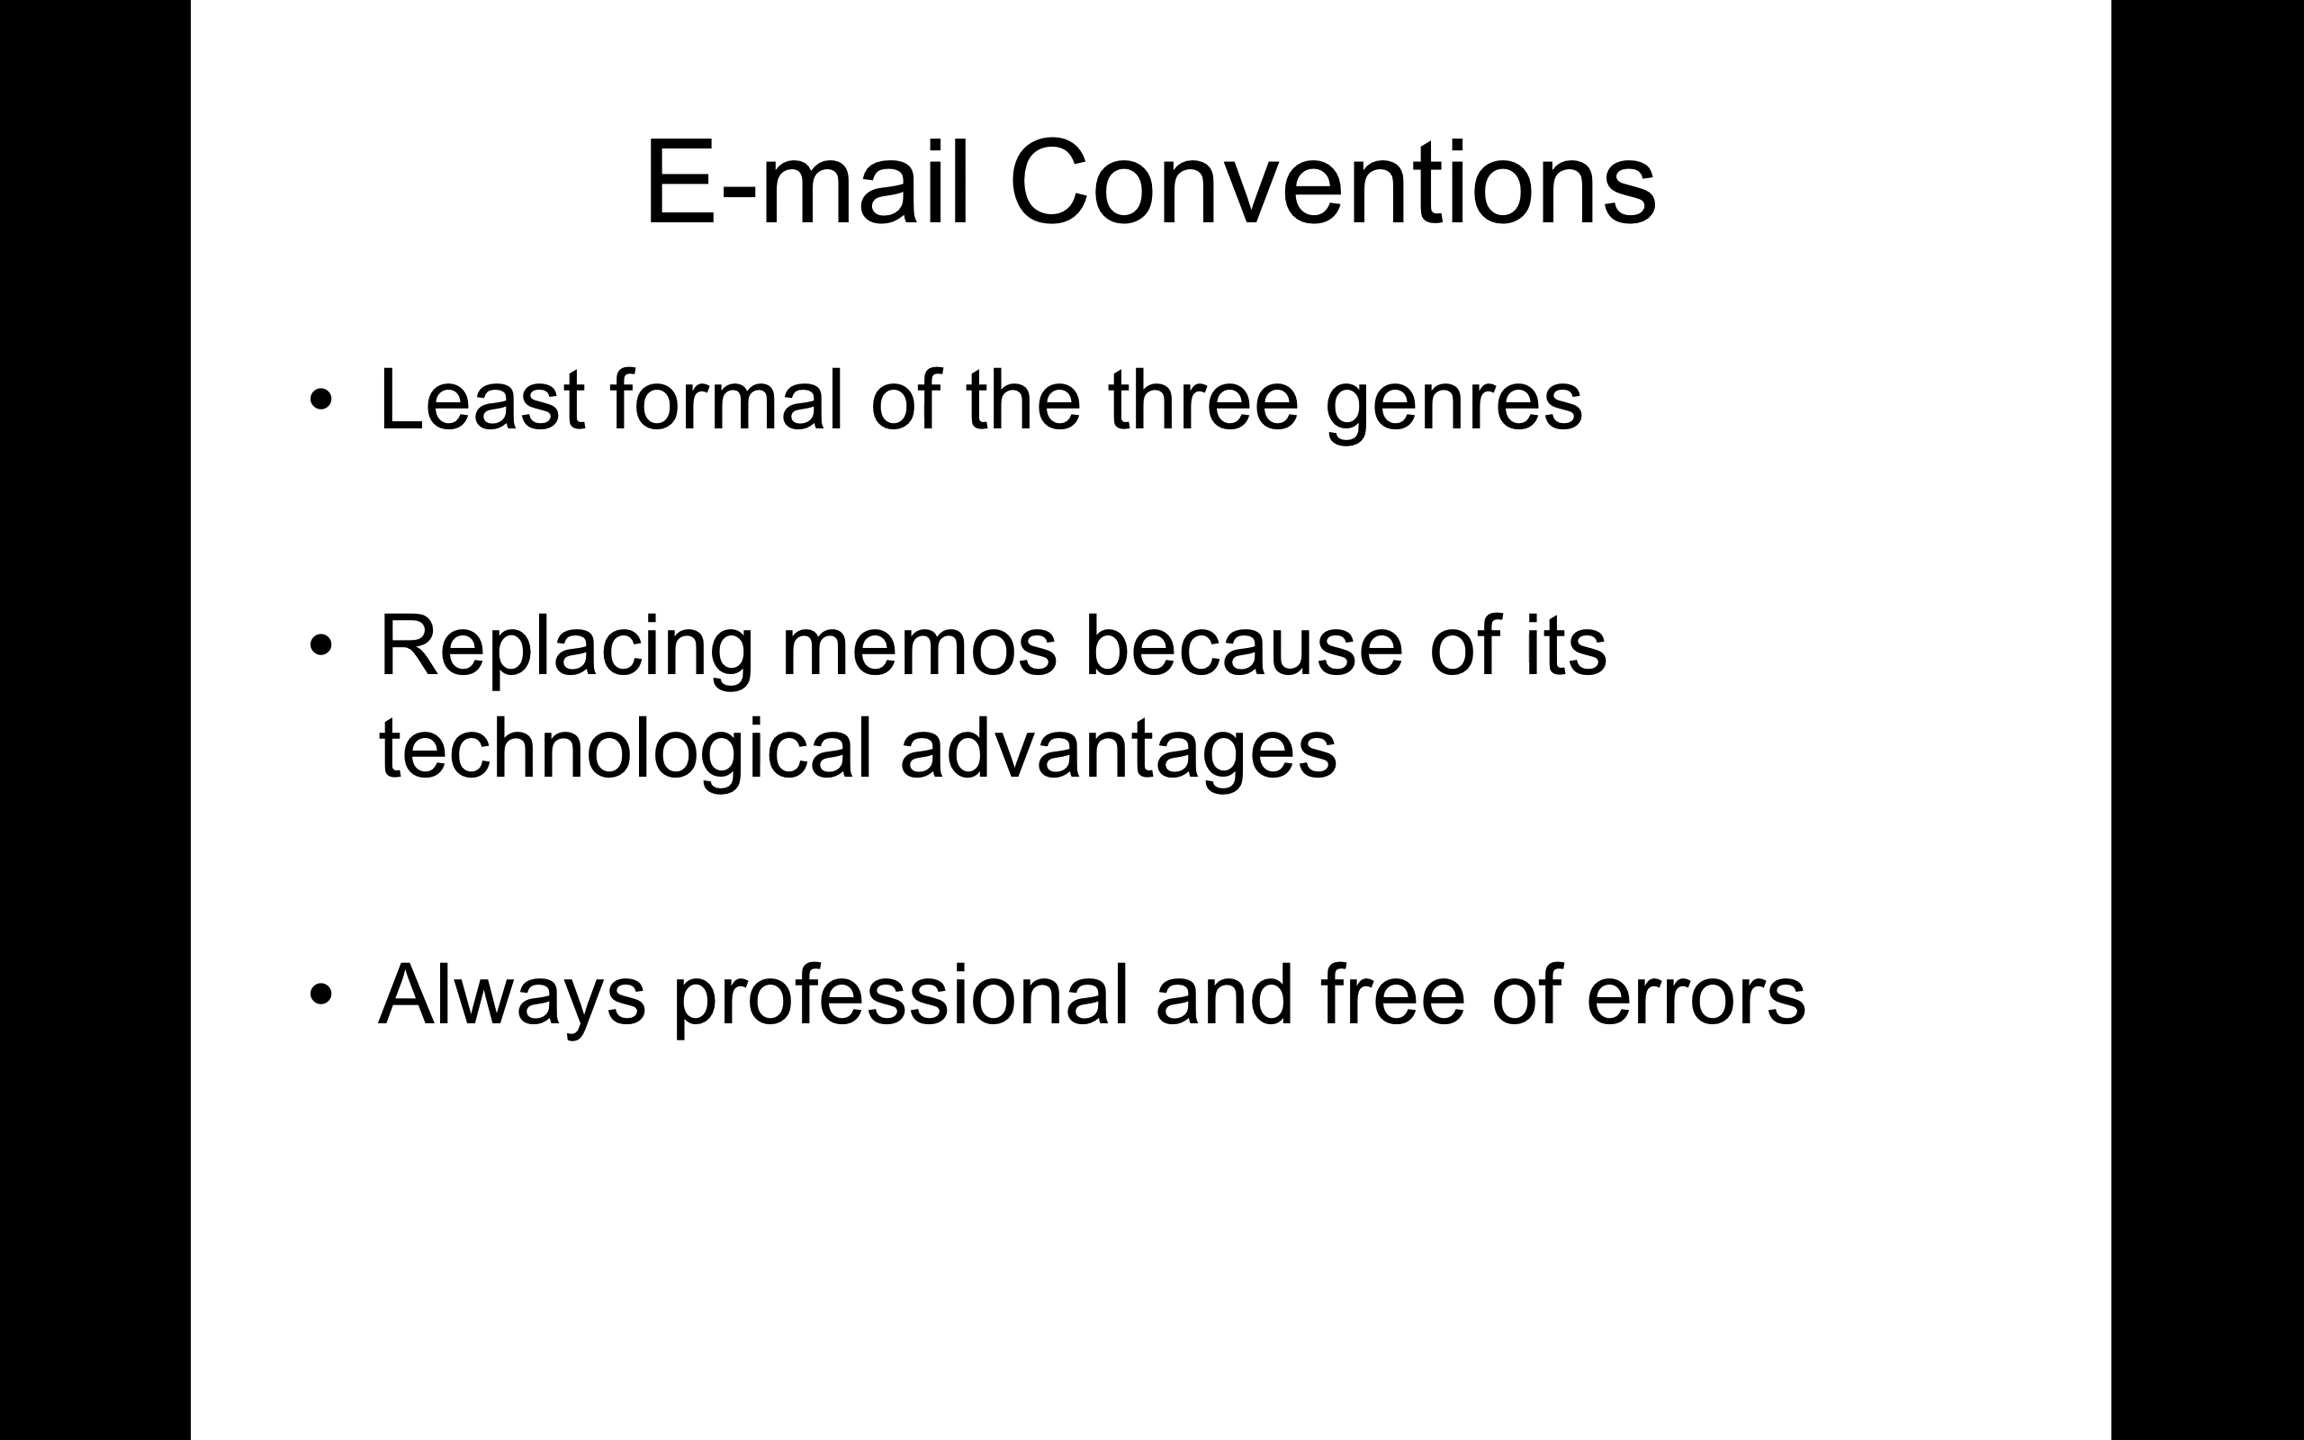 E-mail Conventions
• Least formal of the three genres
• Replacing memos because of its
technological advantages
• Always professional and free of errors